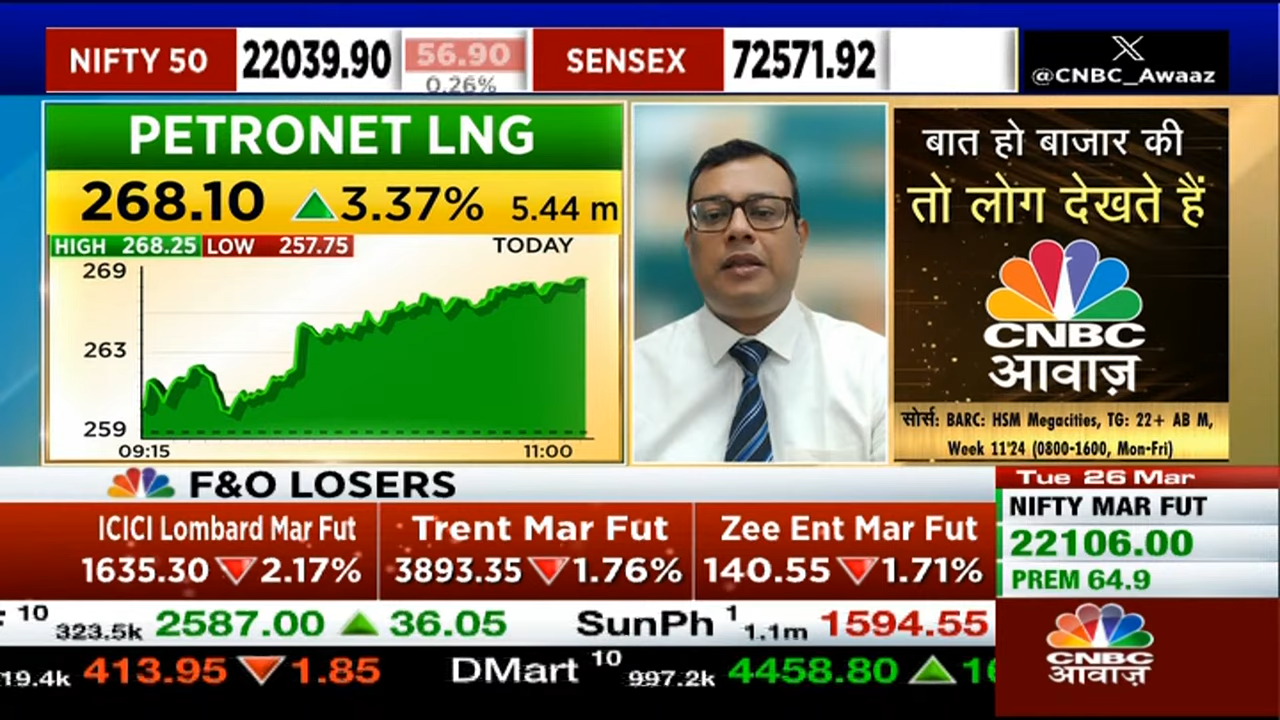 NIFTY 50 22039.90 56.90 0.26% SENSEX 72571.92
@CNBC_Awaaz
PETRONET LNG
268.10 3.37% 5.44 m
HIGH 268.25 LOW 257.75 TODAY
269
263
259
09:15 11:00
बात हो बाजार की
तो लोग देखते हैं
CNBC
आवाज़
सोर्स: BARC: HSM Megacities, TG: 22+ AB M,
Week 11'24 (0800-1600, Mon-Fri)
F&O LOSERS
ICICI Lombard Mar Fut Trent Mar Fut Zee Ent Mar Fut
1635.30 2.17% 3893.35 1.76% 140.55 1.71%
Tue 26 Mar
NIFTY MAR FUT
22106.00
PREM 64.9
10 323.5k 2587.00 36.05 SunPh 1 1.1m 1594.55
19.4k 413.95 1.85 DMart 10 997.2k 4458.80
CNBC
आवाज़